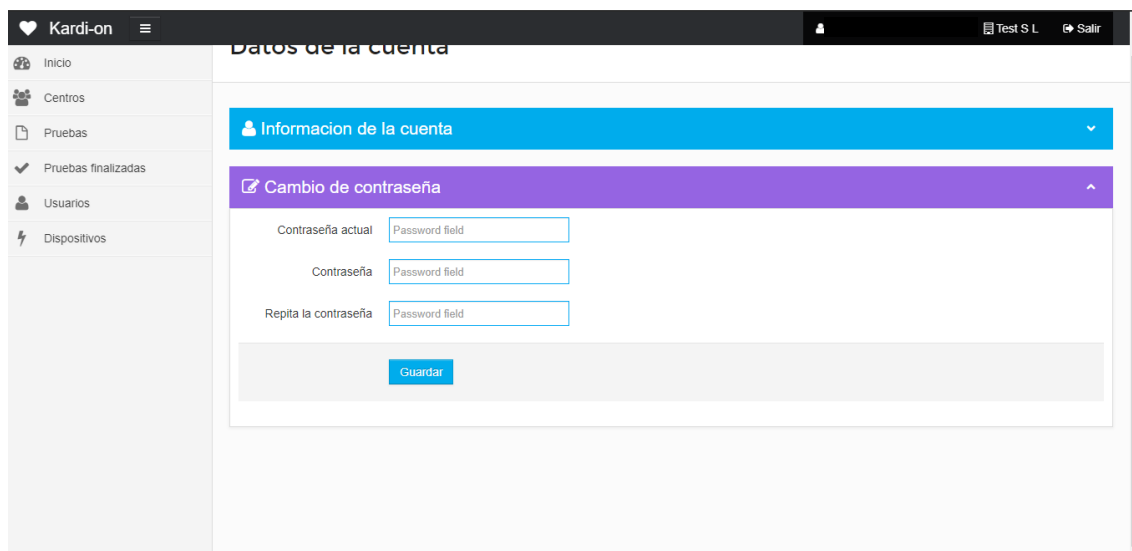 Kardi-on
Test S L
Salir
Inicio
Centros
Pruebas
Pruebas finalizadas
Usuarios
Dispositivos
Datos de la cuenta
Informacion de la cuenta
Cambio de contraseña
Contraseña actual Password field
Contraseña Password field
Repita la contraseña Password field
Guardar